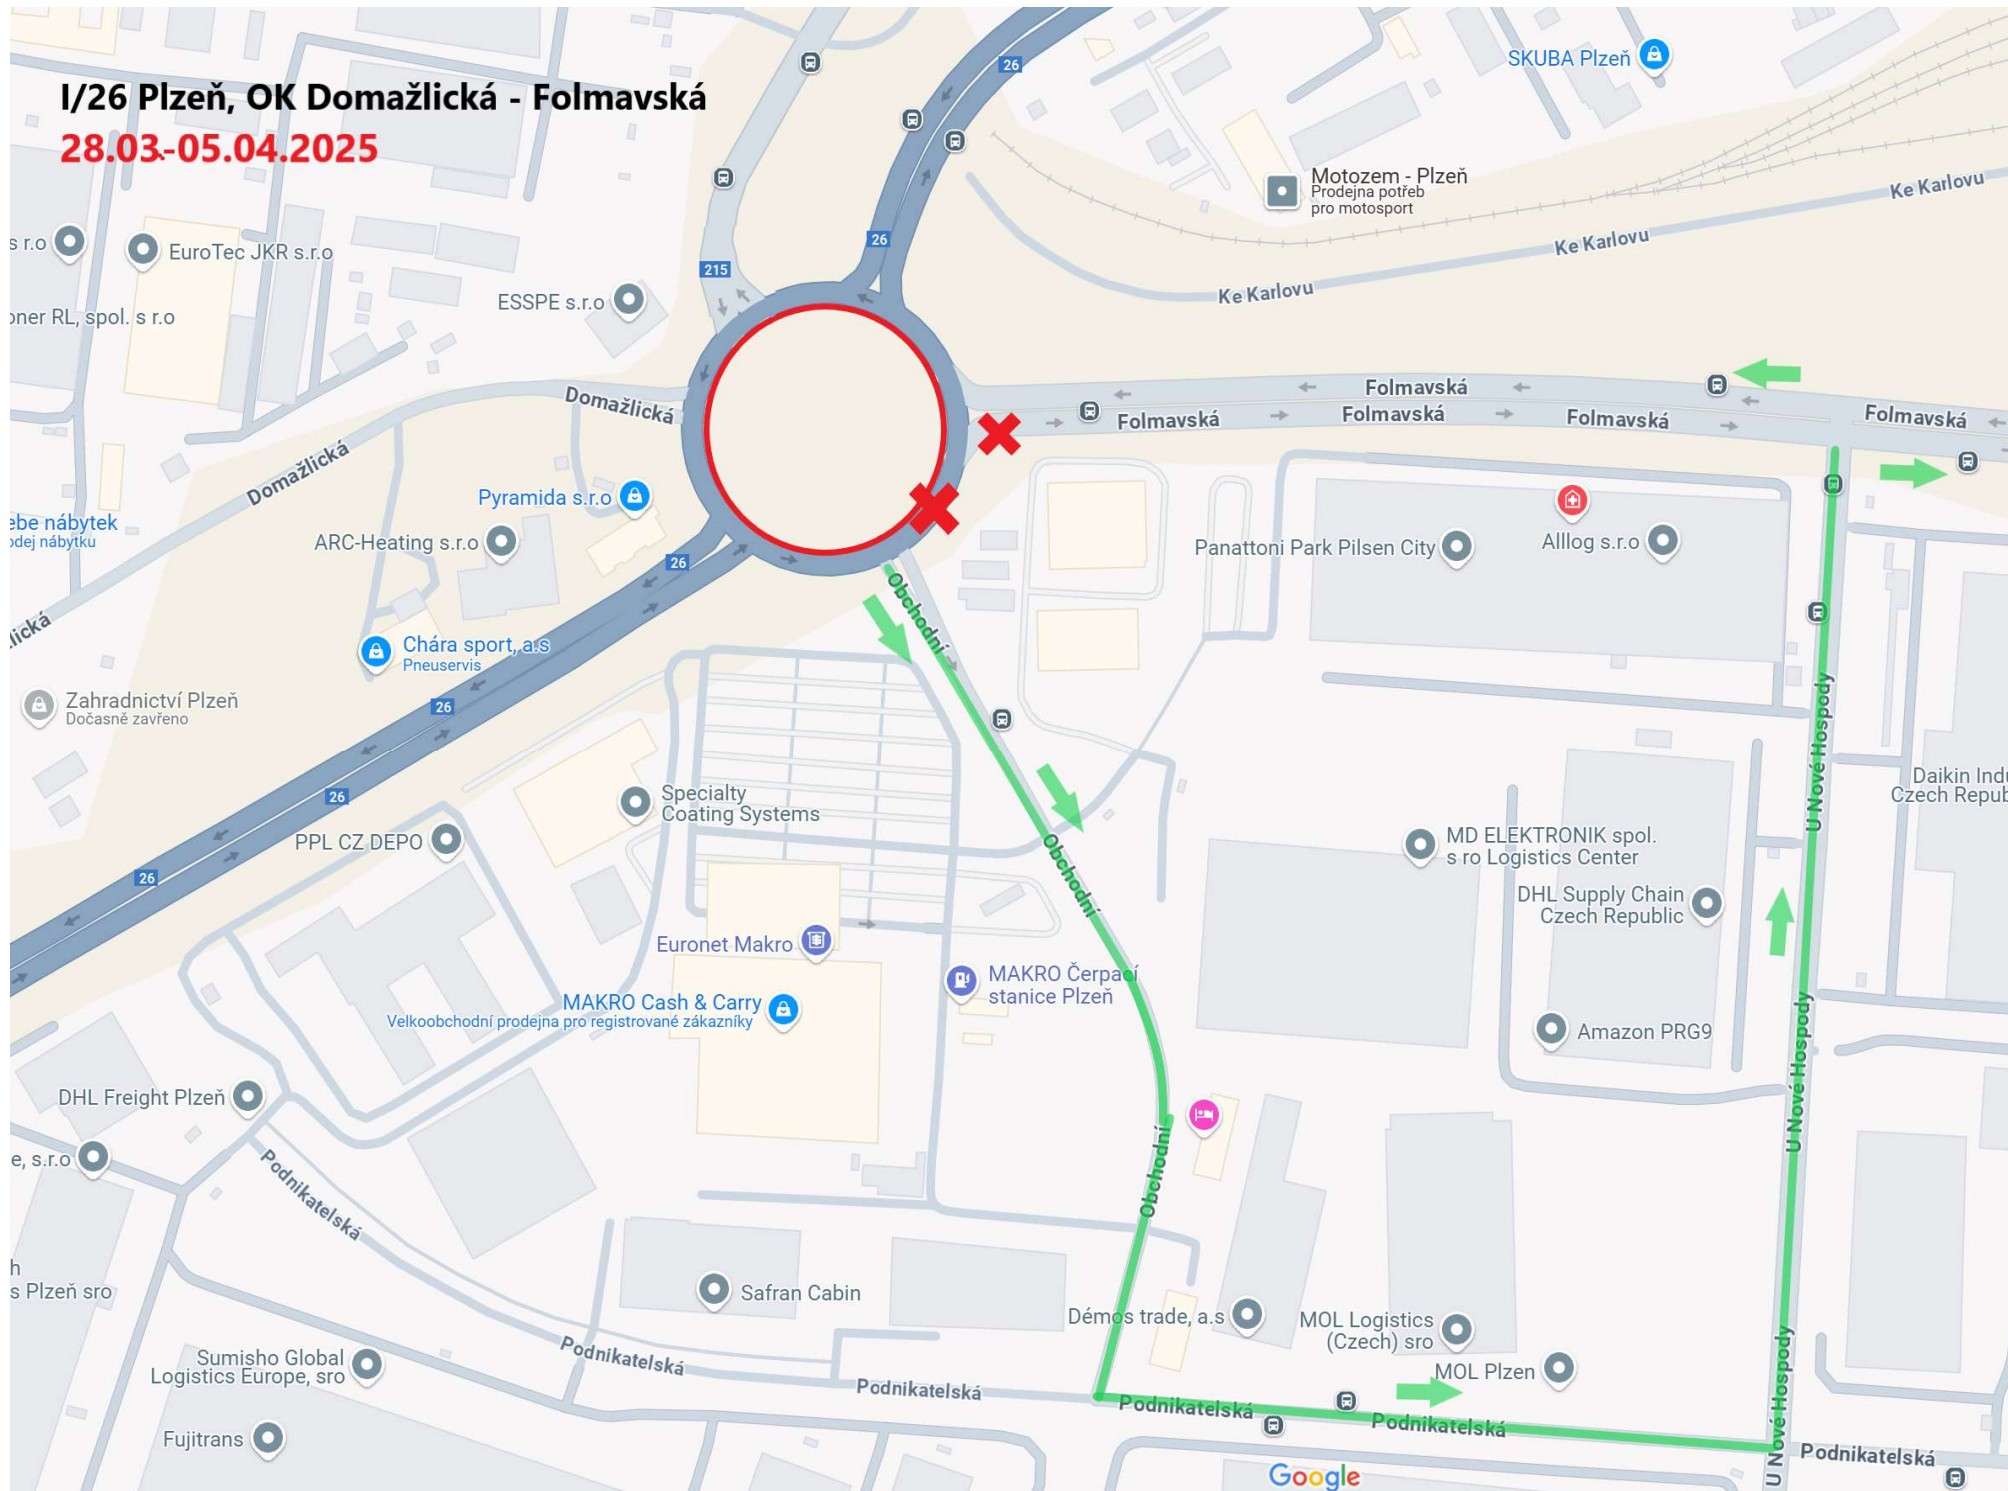 I/26 Plzeň, OK Domažlická - Folmavská
28.03.-05.04.2025
26
SKUBA Plzeň
Motozem - Plzeň
Prodejna potřeb
pro motosport
Ke Karlovu
Ke Karlovu
Ke Karlovu
26
215
s r.o
EuroTec JKR s.r.o
ESSPE s.r.o
oner RL, spol. s r.o
Domažlická
Domažlická
Folmavská
Folmavská
Folmavská
Folmavská
Folmavská
ebe nábytek
odej nábytku
Pyramida s.r.o
ARC-Heating s.r.o
26
Panattoni Park Pilsen City
Alllog s.r.o
Obchodní
lická
Chára sport, a.s
Pneuservis
Zahradnictví Plzeň
Dočasně zavřeno
26
U Nové Hospody
26
Specialty
Coating Systems
Daikin Indu
Czech Repub
PPL CZ DEPO
MD ELEKTRONIK spol.
s ro Logistics Center
26
Obchodní
DHL Supply Chain
Czech Republic
Euronet Makro
MAKRO Čerpací
stanice Plzeň
MAKRO Cash & Carry
Velkoobchodní prodejna pro registrované zákazníky
Amazon PRG9
U Nové Hospody
DHL Freight Plzeň
e, s.r.o
Obchodní
Podnikatelská
h
s Plzeň sro
Safran Cabin
Démos trade, a.s
MOL Logistics
(Czech) sro
MOL Plzen
Sumisho Global
Logistics Europe, sro
Podnikatelská
Podnikatelská
Podnikatelská
Podnikatelská
U Nové Hospody
Podnikatelská
Fujitrans
Google